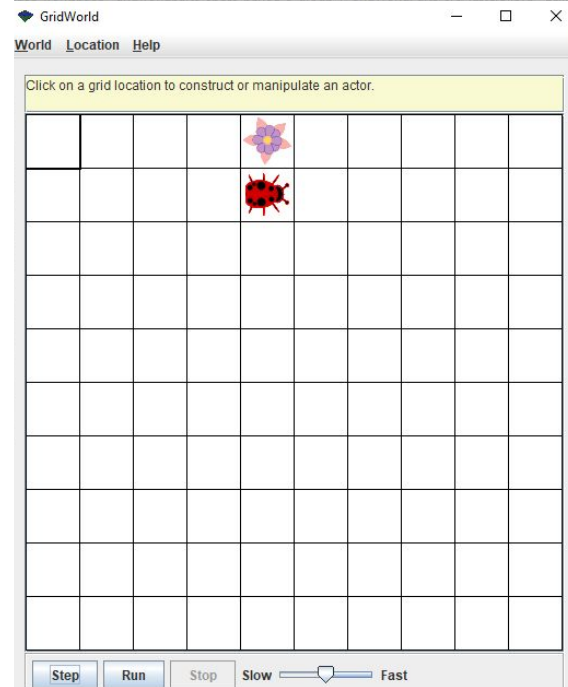 GridWorld
World Location Help
Click on a grid location to construct or manipulate an actor.
Step Run Stop Slow Fast